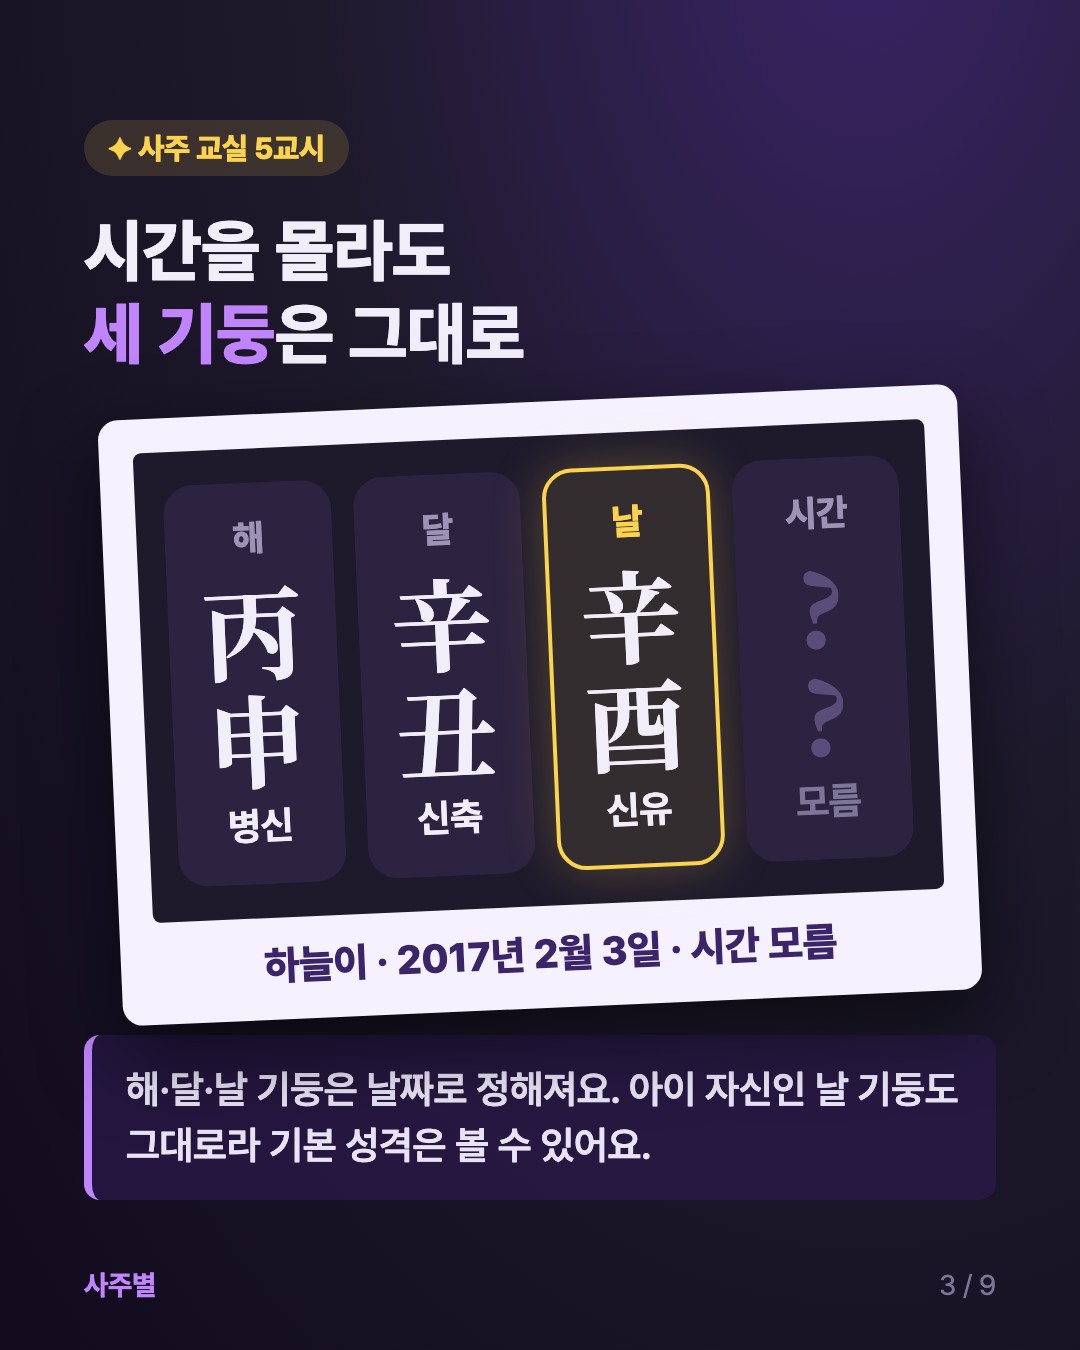 ✦ 사주 교실 5교시
시간을 몰라도
세 기둥은 그대로
해
丙
申
병신
달
辛
丑
신축
날
辛
酉
신유
시간
?
?
모름
하늘이 · 2017년 2월 3일 · 시간 모름
해·달·날 기둥은 날짜로 정해져요. 아이 자신인 날 기둥도
그대로라 기본 성격은 볼 수 있어요.
사주별
3 / 9